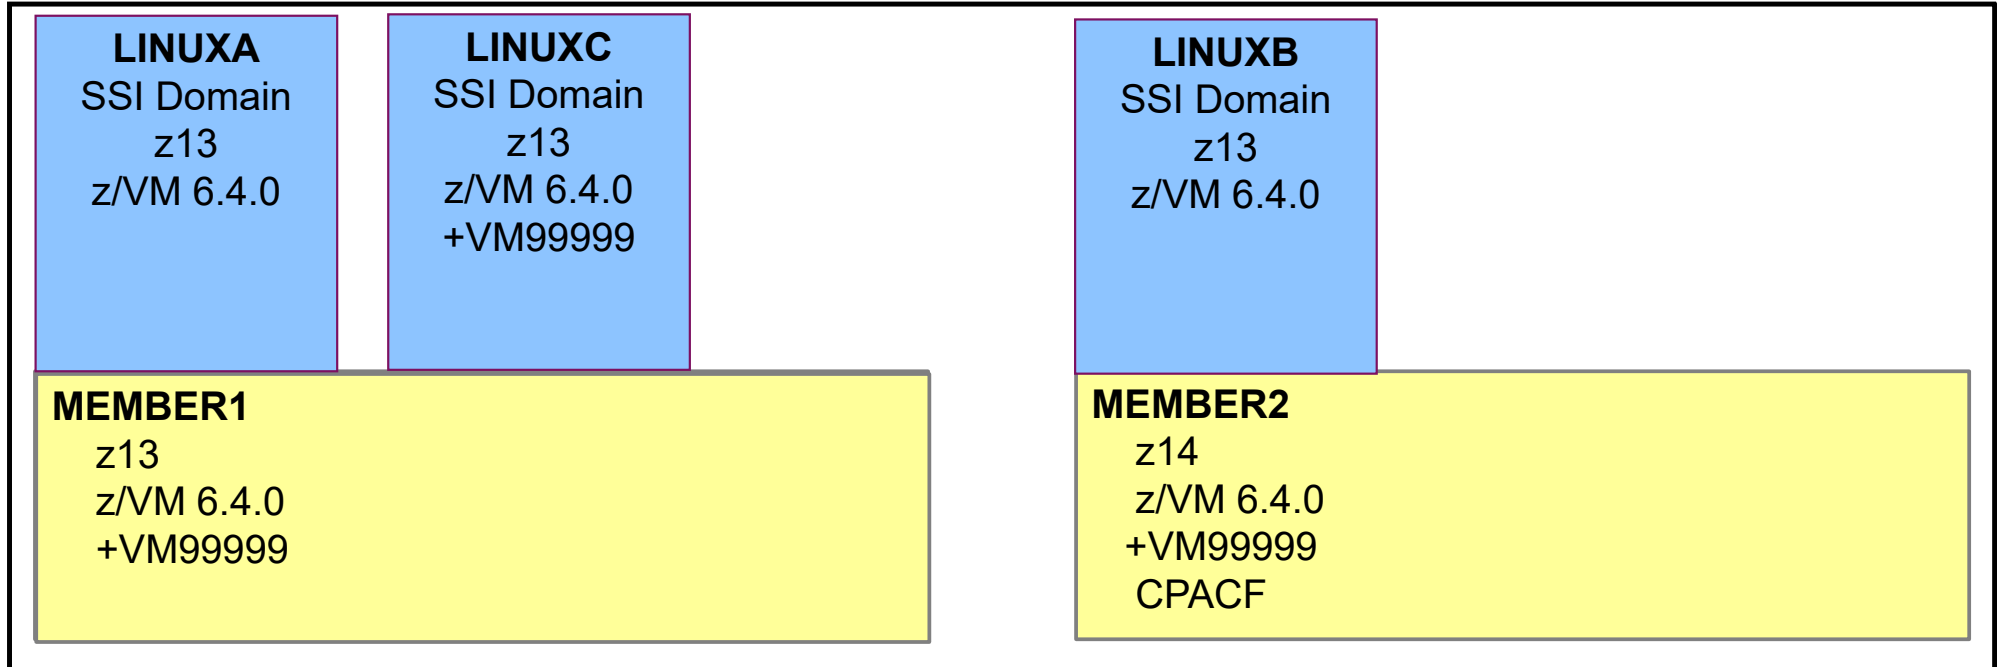 LINUXA
SSI Domain
z13
z/VM 6.4.0
LINUXC
SSI Domain
z13
z/VM 6.4.0
+VM99999
LINUXB
SSI Domain
z13
z/VM 6.4.0
MEMBER1
z13
z/VM 6.4.0
+VM99999
MEMBER2
z14
z/VM 6.4.0
+VM99999
CPACF